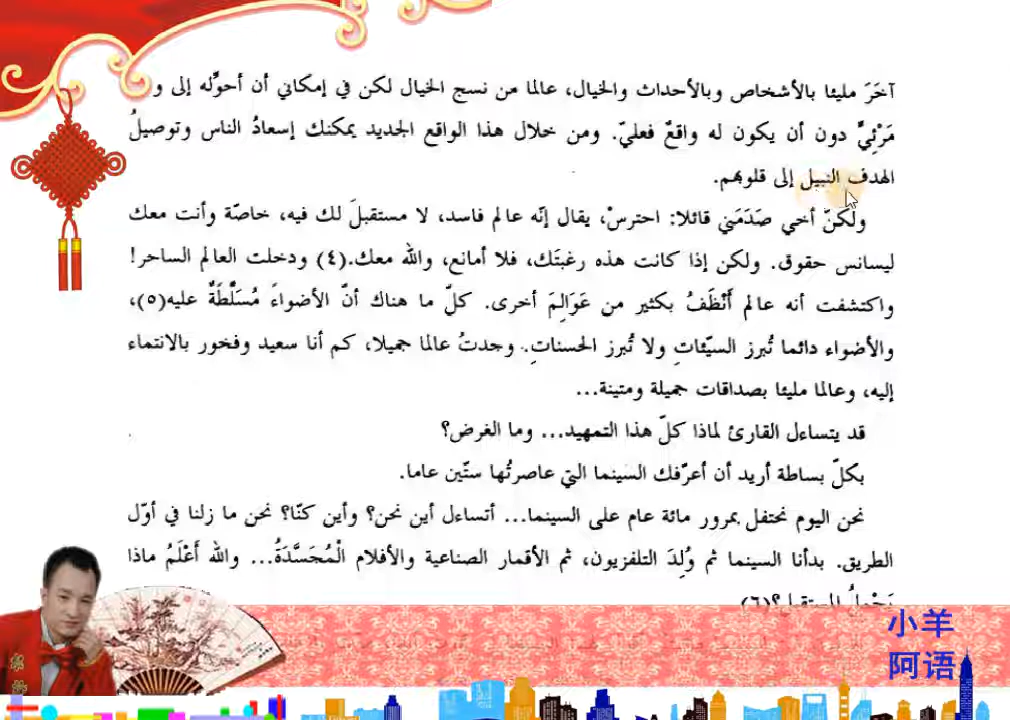 آخَرَ مليئا بالأشخاص وبالأحداث والخيال، عالما من نسج الخيال لكن في إمكاني أن أحوِّله إلى و
مَرْئِيٍّ دون أن يكون له واقعٌ فعليّ. ومن خلال هذا الواقع الجديد يمكنك إسعادُ الناس وتوصيلُ
الهدف النبيل إلى قلوبهم.
ولكنّ أخي صَدَمَني قائلا: احترسْ، يقال إنّه عالم فاسد، لا مستقبلَ لك فيه، خاصّة وأنت معك
ليسانس حقوق. ولكن إذا كانت هذه رغبتَك، فلا أمانع، والله معك.(٤) ودخلت العالم الساحر!
واكتشفت أنه عالم أَنْظَفُ بكثير من عَوَالِمَ أخرى. كلّ ما هناك أنّ الأضواءَ مُسَلَّطَةٌ عليه(٥)،
والأضواء دائما تُبرز السيّئاتِ ولا تُبرز الحسناتِ. وجدتُ عالما جميلا، كم أنا سعيد وفخور بالانتماء
إليه، وعالما مليئا بصداقات جميلة ومتينة...
قد يتساءل القارئ لماذا كلّ هذا التمهيد... وما الغرض؟
بكلّ بساطة أريد أن أعرّفك السينما التي عاصرتُها ستّين عاما.
نحن اليوم نحتفل بمرور مائة عام على السينما... أتساءل أين نحن؟ وأين كنّا؟ نحن ما زلنا في أوّل
الطريق. بدأنا السينما ثم وُلِدَ التلفزيون، ثم الأقمار الصناعية والأفلام الْمُجَسَّدَةُ... والله أَعْلَمُ ماذا
小羊
阿语